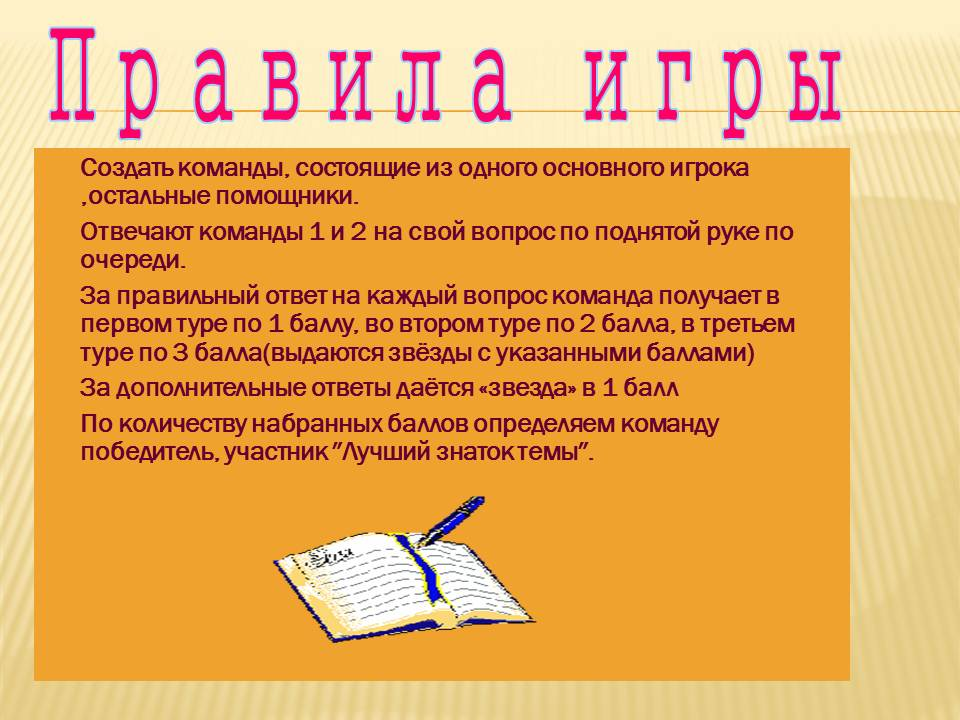 Правила игры
Создать команды, состоящие из одного основного игрока
,остальные помощники.
Отвечают команды 1 и 2 на свой вопрос по поднятой руке по
очереди.
За правильный ответ на каждый вопрос команда получает в
первом туре по 1 баллу, во втором туре по 2 балла, в третьем
туре по 3 балла(выдаются звёзды с указанными баллами)
За дополнительные ответы даётся «звезда» в 1 балл
По количеству набранных баллов определяем команду
победитель, участник "Лучший знаток темы".